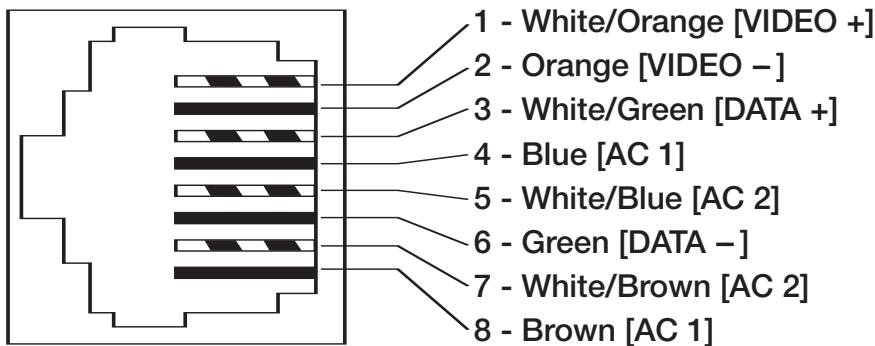 1 - White/Orange [VIDEO +]
2 - Orange [VIDEO –]
3 - White/Green [DATA +]
4 - Blue [AC 1]
5 - White/Blue [AC 2]
6 - Green [DATA –]
7 - White/Brown [AC 2]
8 - Brown [AC 1]